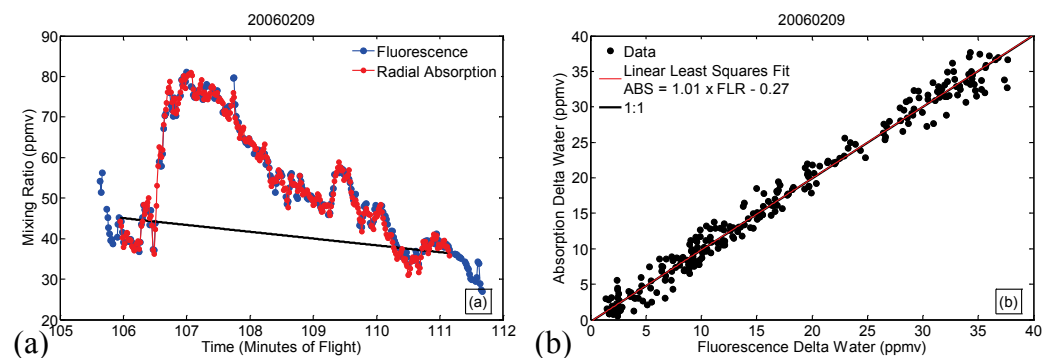 20060209
90
80
70
60
50
40
30
20
Mixing Ratio (ppmv)
Fluorescence
Radial Absorption
(a)
105 106 107 108 109 110 111 112
Time (Minutes of Flight)
(a)
20060209
40
35
30
25
20
15
10
5
0
Absorption Delta Water (ppmv)
Data
Linear Least Squares Fit
ABS = 1.01 x FLR - 0.27
1:1
(b)
0 5 10 15 20 25 30 35 40
Fluorescence Delta Water (ppmv)
(b)